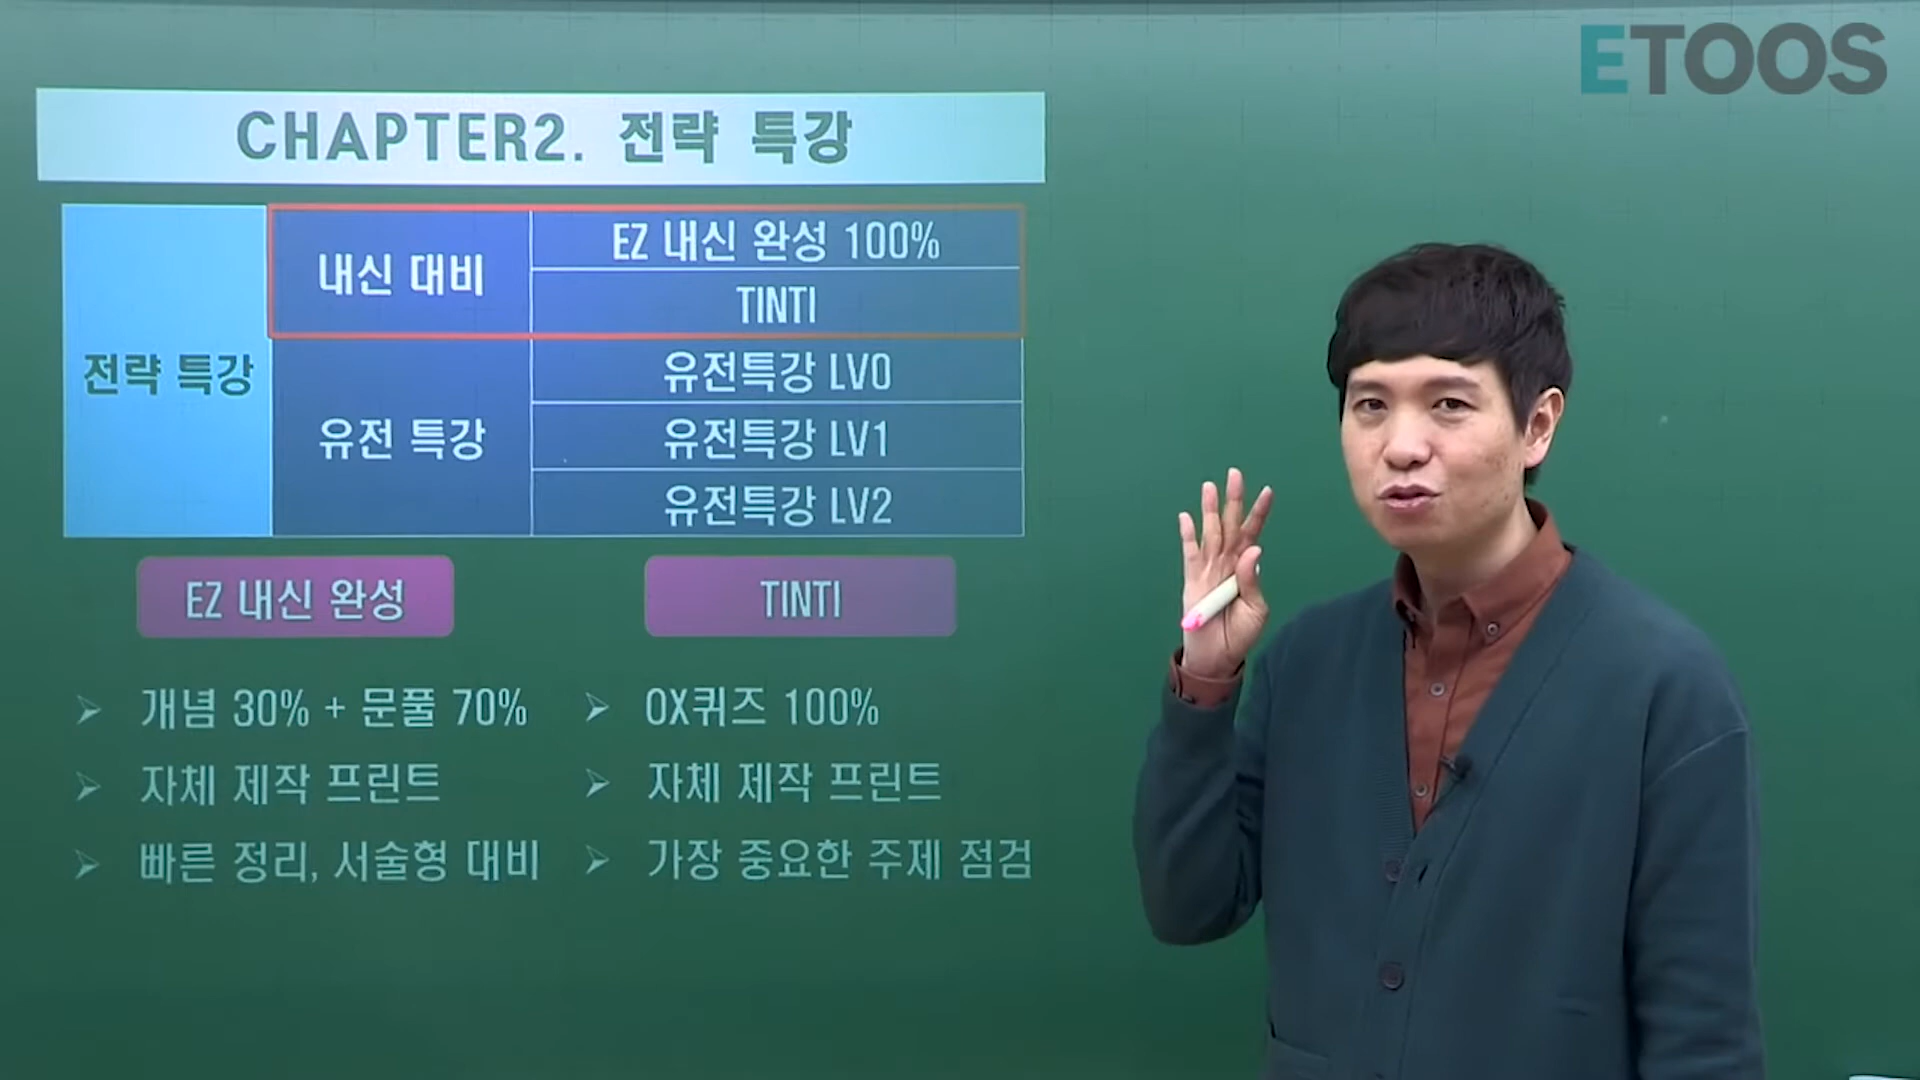 ETOOS
CHAPTER2. 전략 특강
전략 특강
내신 대비
EZ 내신 완성 100%
TINTI
유전 특강
유전특강 LV0
유전특강 LV1
유전특강 LV2
EZ 내신 완성
개념 30% + 문풀 70%
자체 제작 프린트
빠른 정리, 서술형 대비
TINTI
OX퀴즈 100%
자체 제작 프린트
가장 중요한 주제 점검